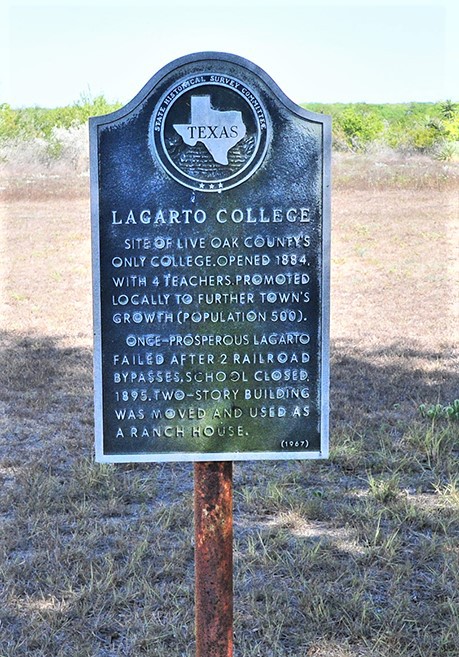 STATE HISTORICAL SURVEY COMMITTEE
TEXAS
LAGARTO COLLEGE
SITE OF LIVE OAK COUNTY'S
ONLY COLLEGE. OPENED 1884,
WITH 4 TEACHERS. PROMOTED
LOCALLY TO FURTHER TOWN'S
GROWTH (POPULATION 500).
ONCE-PROSPEROUS LAGARTO
FAILED AFTER 2 RAILROAD
BYPASSES, SCHOOL CLOSED
1895. TWO-STORY BUILDING
WAS MOVED AND USED AS
A RANCH HOUSE.
(1967)